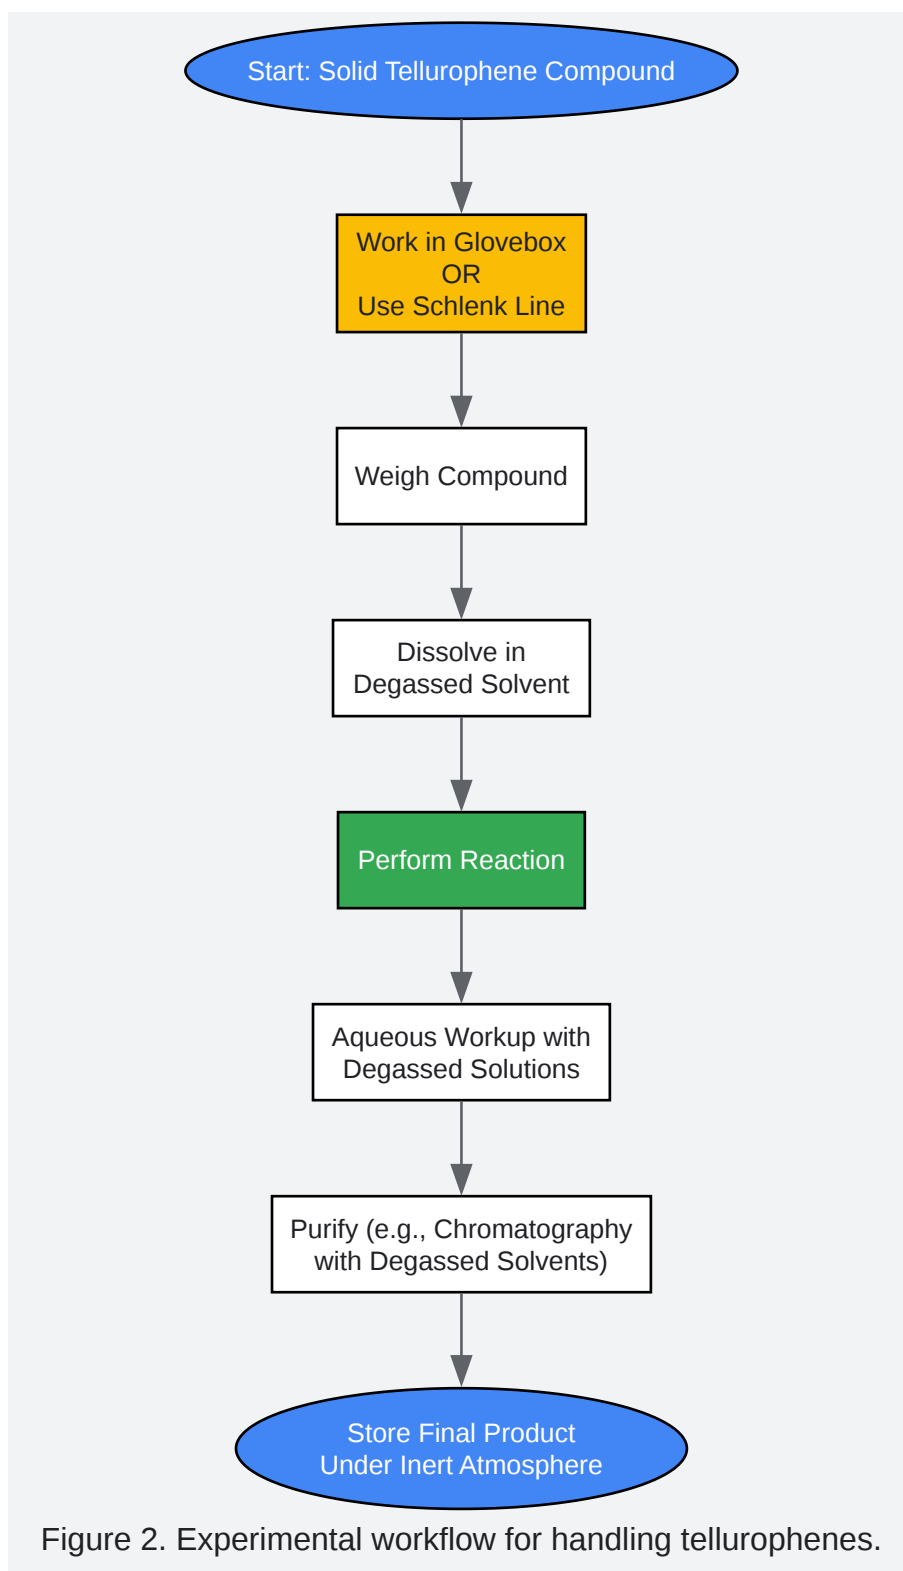 Start: Solid Tellurophene Compound
Work in Glovebox
OR
Use Schlenk Line
Weigh Compound
Dissolve in
Degassed Solvent
Perform Reaction
Aqueous Workup with
Degassed Solutions
Purify (e.g., Chromatography
with Degassed Solvents)
Store Final Product
Under Inert Atmosphere
Figure 2. Experimental workflow for handling tellurophenes.